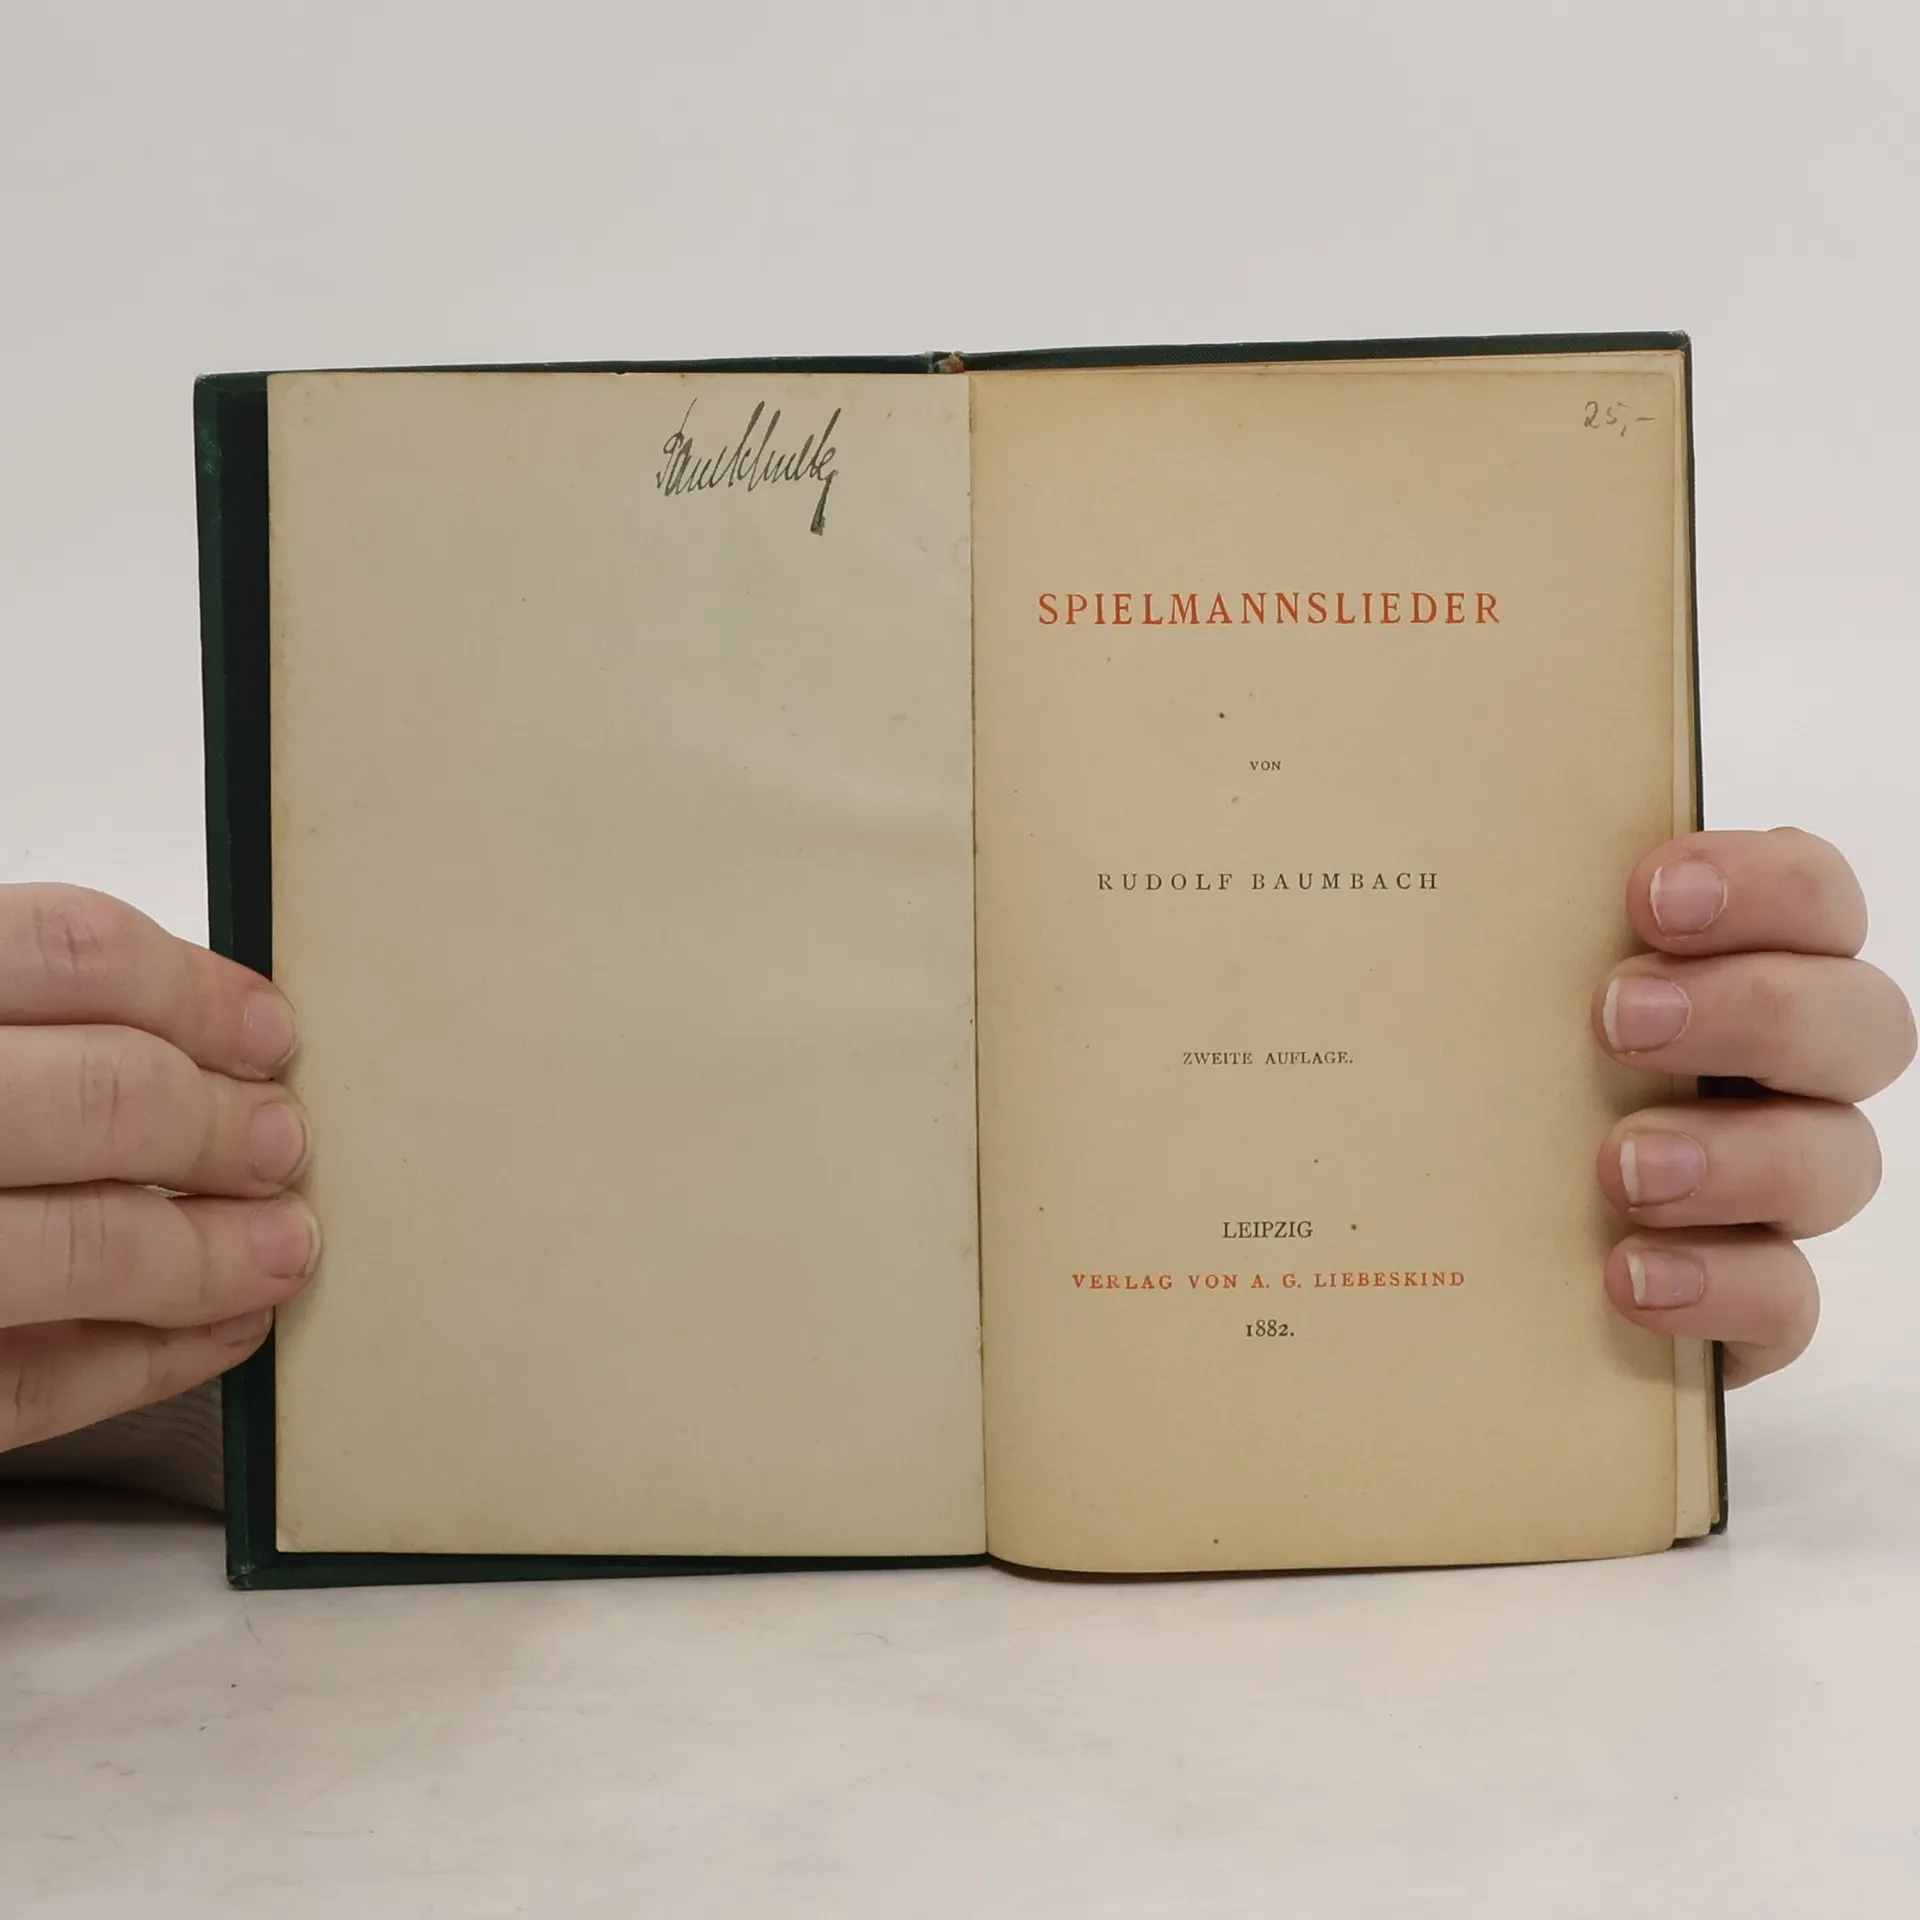 25,-
SPIELMANNSLIEDER
VON
RUDOLF BAUMBACH
ZWEITE AUFLAGE.
LEIPZIG
VERLAG VON A. G. LIEBESKIND
1882.